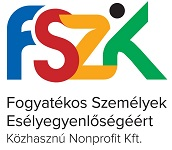 FSZK
Fogyatékos Személyek
Esélyegyenlőségéért
Közhasznú Nonprofit Kft.